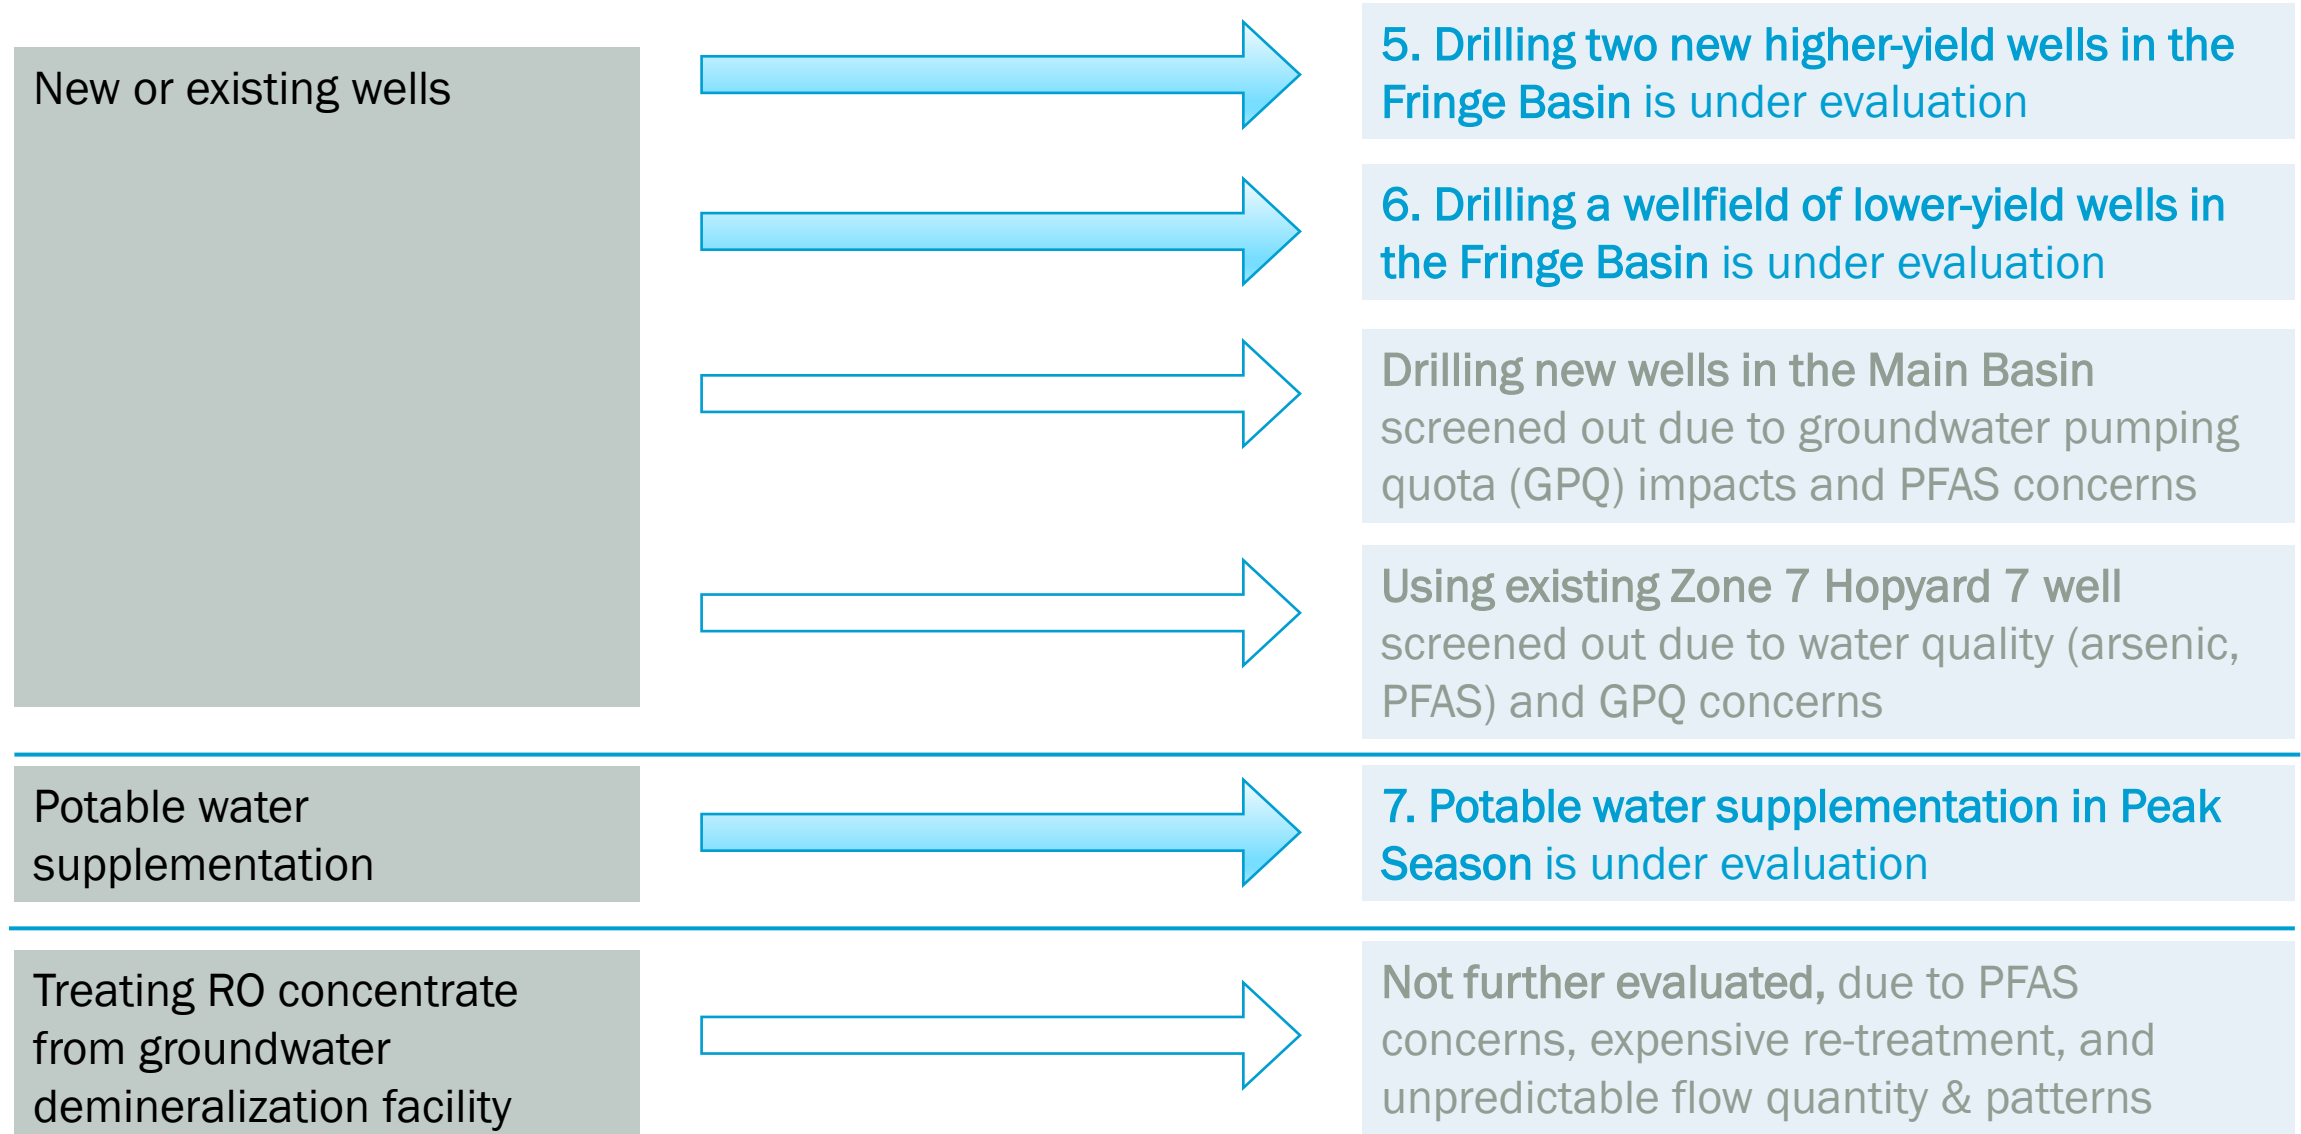 New or existing wells
5. Drilling two new higher-yield wells in the
Fringe Basin is under evaluation
6. Drilling a wellfield of lower-yield wells in
the Fringe Basin is under evaluation
Drilling new wells in the Main Basin
screened out due to groundwater pumping
quota (GPQ) impacts and PFAS concerns
Using existing Zone 7 Hopyard 7 well
screened out due to water quality (arsenic,
PFAS) and GPQ concerns
Potable water
supplementation
7. Potable water supplementation in Peak
Season is under evaluation
Treating RO concentrate
from groundwater
demineralization facility
Not further evaluated, due to PFAS
concerns, expensive re-treatment, and
unpredictable flow quantity & patterns